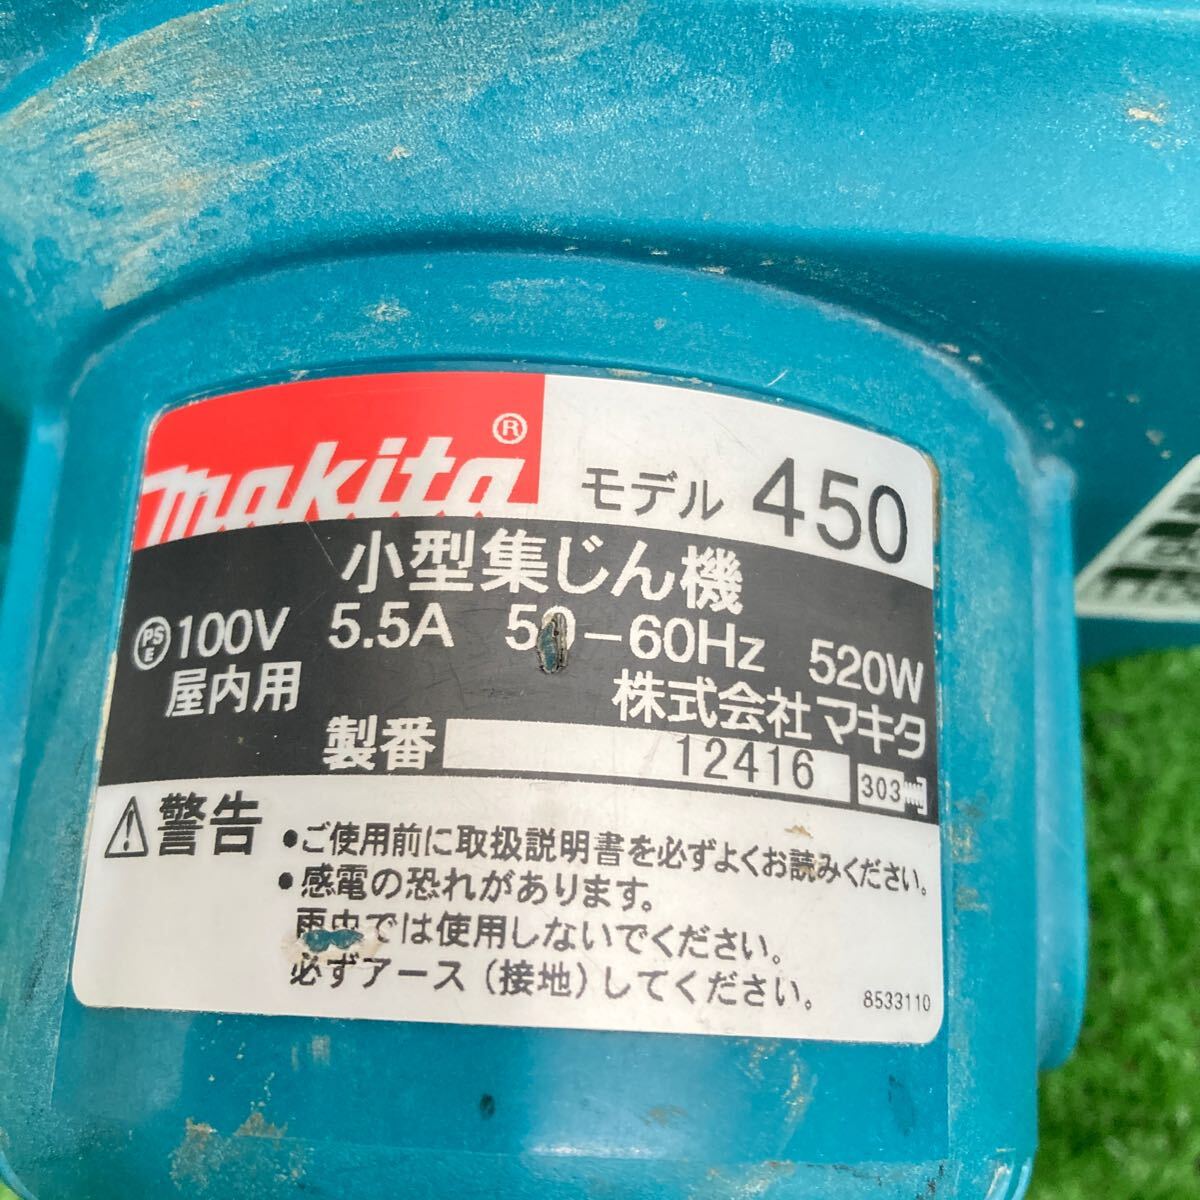 makita®
モデル 450
小型集じん機
PSE 100V 5.5A 50-60Hz 520W
屋内用 株式会社マキタ
製番 12416 303
⚠警告
•ご使用前に取扱説明書を必ずよくお読みください。
•感電の恐れがあります。
雨中では使用しないでください。
必ずアース(接地)してください。
8533110